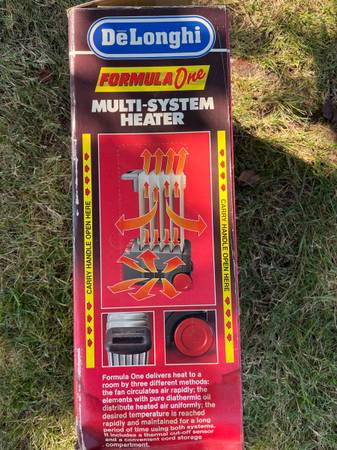 DeLonghi
FORMULA One
MULTI-SYSTEM
HEATER
CARRY HANDLE OPEN HERE
CARRY HANDLE OPEN HERE
Formula One delivers heat to a
room by three different methods:
the fan circulates air rapidly; the
elements with pure diathermic oil
distribute heated air uniformly; the
desired temperature is reached
rapidly and maintained for a long
period of time using both systems.
It includes a thermal cut-off sensor
and a convenient cord storage
compartment.